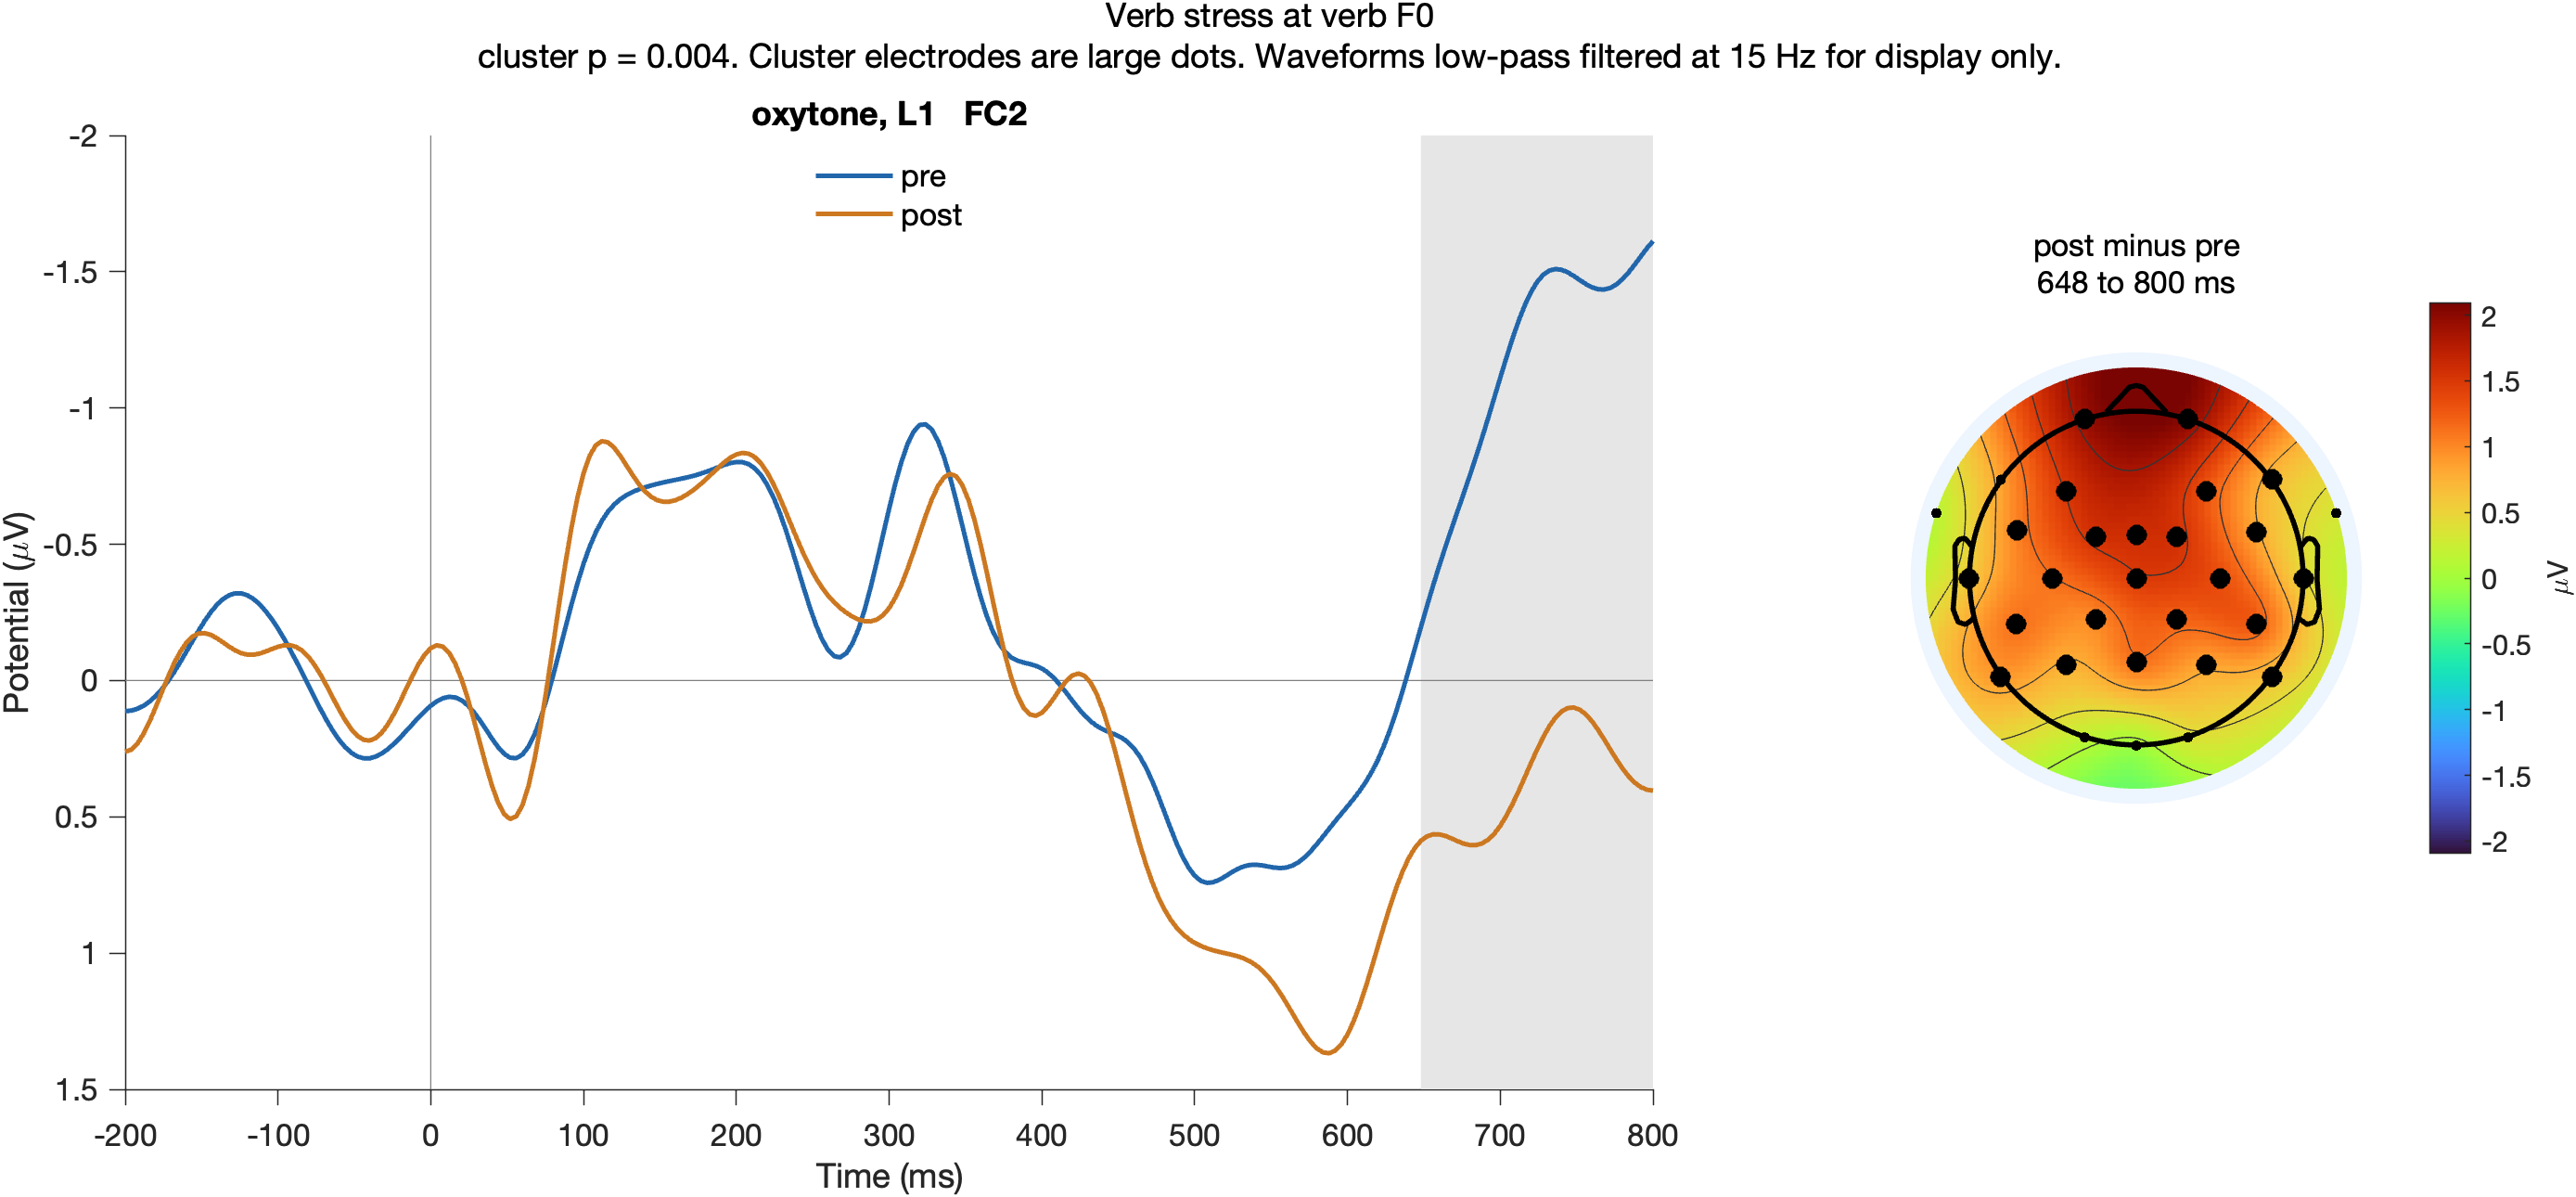 Verb stress at verb F0
cluster p = 0.004. Cluster electrodes are large dots. Waveforms low-pass filtered at 15 Hz for display only.
oxytone, L1 FC2
pre
post
-2
-1.5
-1
-0.5
0
0.5
1
1.5
Potential (μV)
-200 -100 0 100 200 300 400 500 600 700 800
Time (ms)
post minus pre
648 to 800 ms
2
1.5
1
0.5
0
-0.5
-1
-1.5
-2
μV